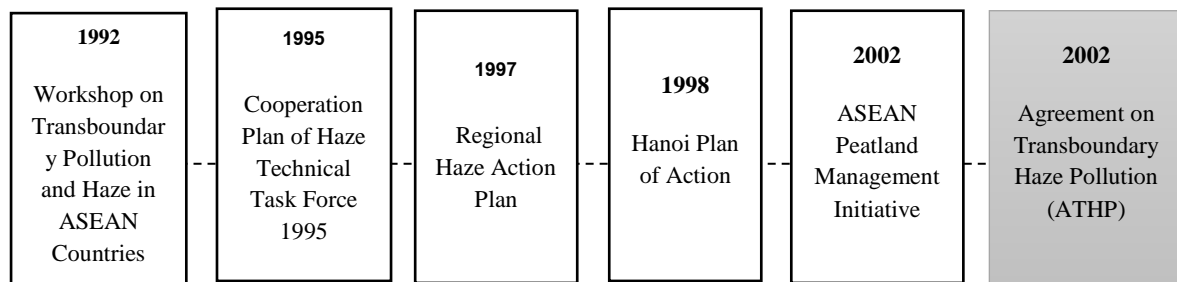 1992
Workshop on
Transboundar
y Pollution
and Haze in
ASEAN
Countries
1995
Cooperation
Plan of Haze
Technical
Task Force
1995
1997
Regional
Haze Action
Plan
1998
Hanoi Plan
of Action
2002
ASEAN
Peatland
Management
Initiative
2002
Agreement on
Transboundary
Haze Pollution
(ATHP)